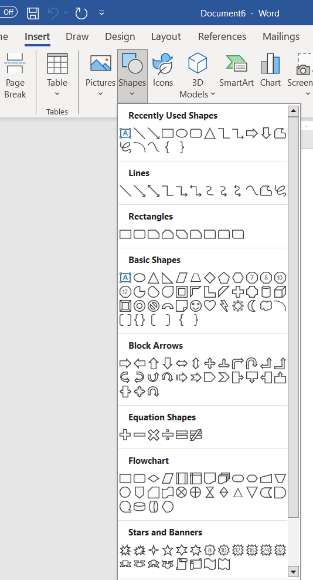 Off Document6 - Word
ne Insert Draw Design Layout References Mailings
Page Break Table Pictures Shapes Icons 3D Models SmartArt Chart Screen
Tables
Recently Used Shapes
Lines
Rectangles
Basic Shapes
Block Arrows
Equation Shapes
Flowchart
Stars and Banners